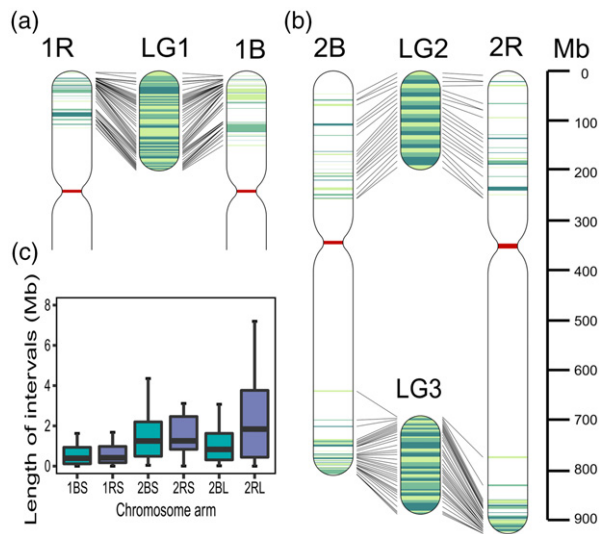 (a)
1R LG1 1B
(b)
2B LG2 2R Mb
0
100
200
300
400
500
600
700
800
900
LG3
(c)
Length of intervals (Mb)
8
6
4
2
0
1BS 1RS 2BS 2RS 2BL 2RL
Chromosome arm